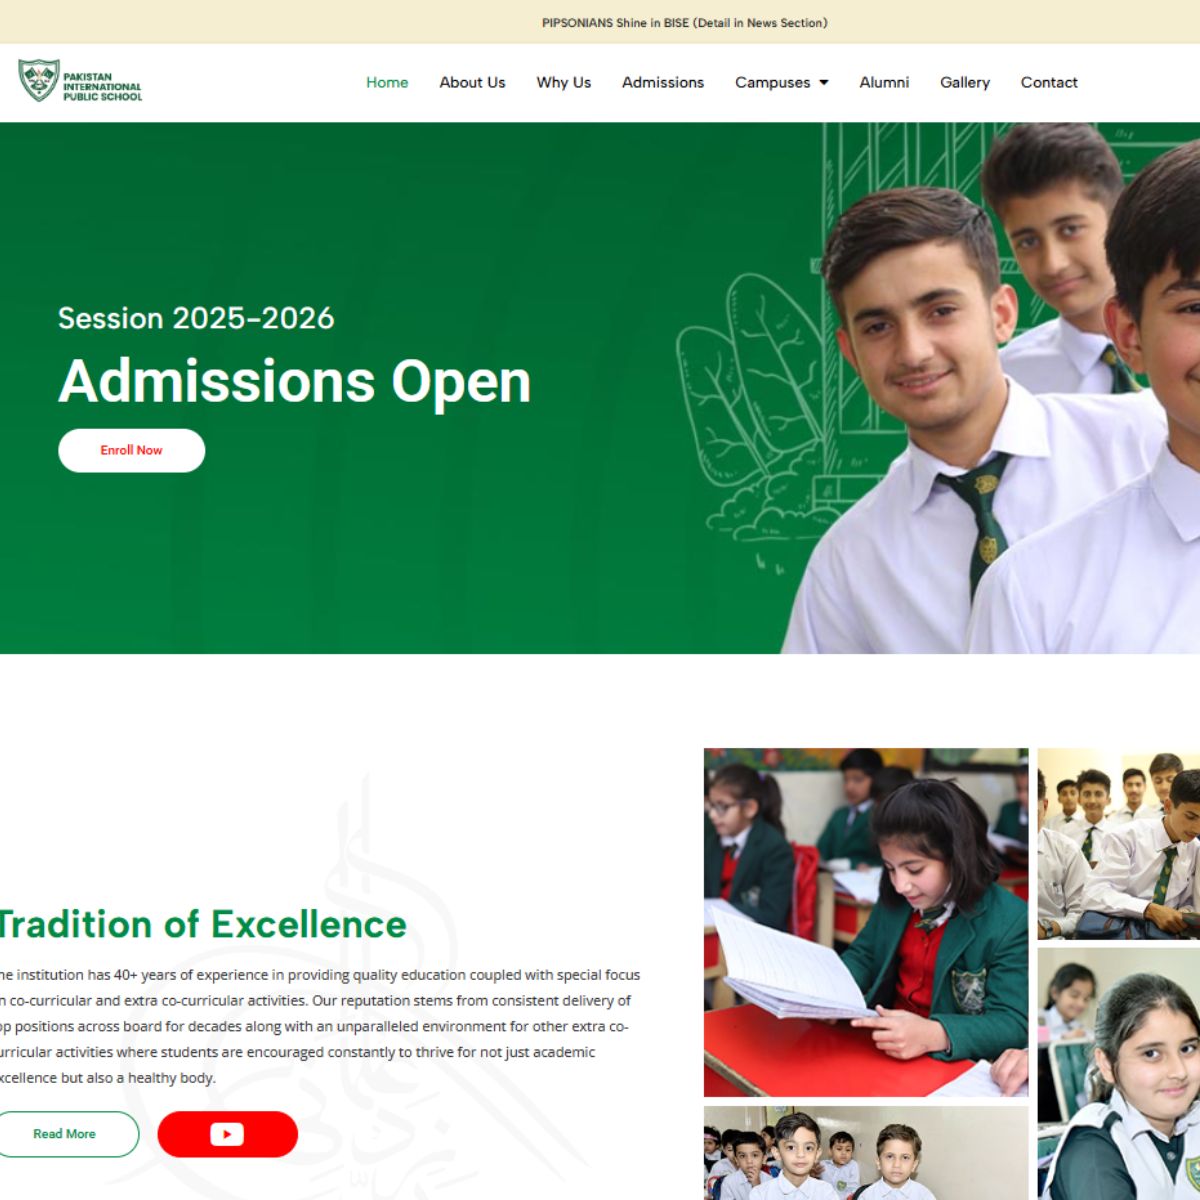 PIPSONIANS Shine in BISE (Detail in News Section)
PAKISTAN
INTERNATIONAL
PUBLIC SCHOOL
Home About Us Why Us Admissions Campuses Alumni Gallery Contact
Session 2025-2026
Admissions Open
Enroll Now
Tradition of Excellence
he institution has 40+ years of experience in providing quality education coupled with special focus
n co-curricular and extra co-curricular activities. Our reputation stems from consistent delivery of
op positions across board for decades along with an unparalleled environment for other extra co-
urricular activities where students are encouraged constantly to thrive for not just academic
xcellence but also a healthy body.
Read More